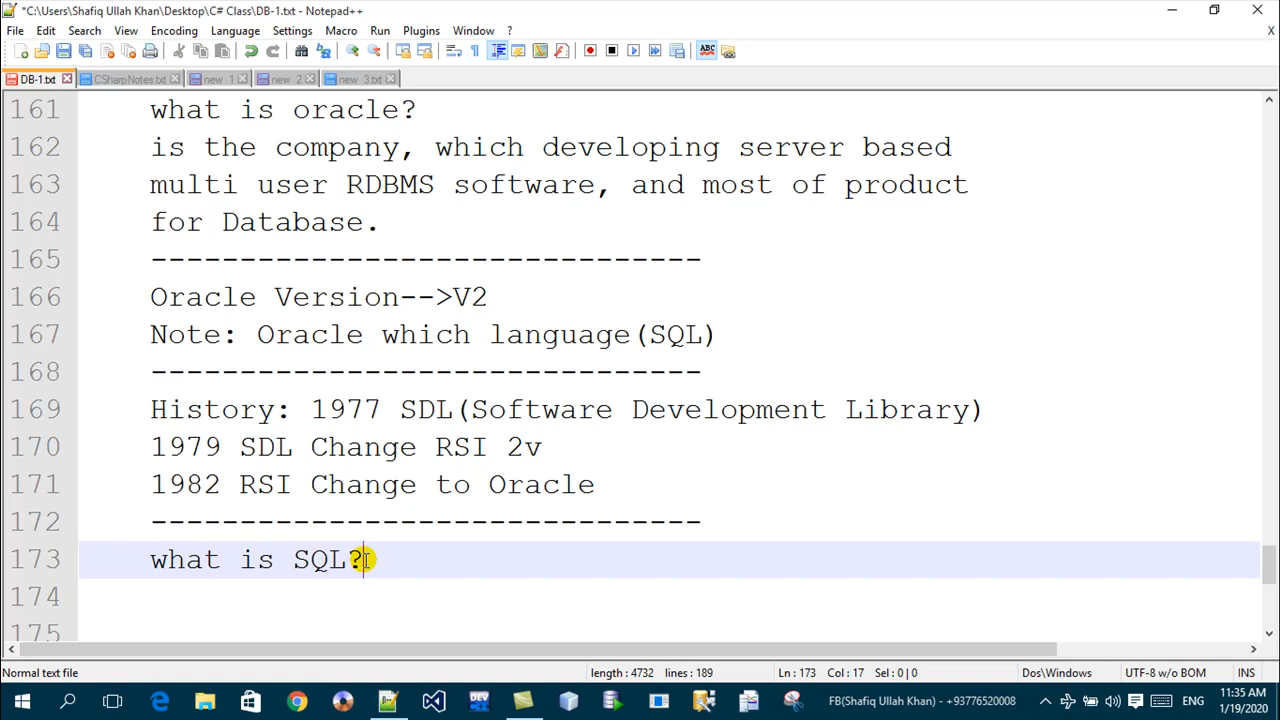 *C:\Users\Shafiq Ullah Khan\Desktop\C# Class\DB-1.txt - Notepad++
File Edit Search View Encoding Language Settings Macro Run Plugins Window ? X
ABC
DB-1.txt CSharpNotes.txt new 1 new 2 new 3.txt
161 what is oracle?
162 is the company, which developing server based
163 multi user RDBMS software, and most of product
164 for Database.
165 -------------------------------
166 Oracle Version-->V2
167 Note: Oracle which language(SQL)
168 -------------------------------
169 History: 1977 SDL(Software Development Library)
170 1979 SDL Change RSI 2v
171 1982 RSI Change to Oracle
172 -------------------------------
173 what is SQL?
174
175
Normal text file length : 4732 lines : 189 Ln : 173 Col : 17 Sel : 0 | 0 Dos\Windows UTF-8 w/o BOM INS
DEV FB(Shafiq Ullah Khan) - +93776520008 ENG 11:35 AM
1/19/2020